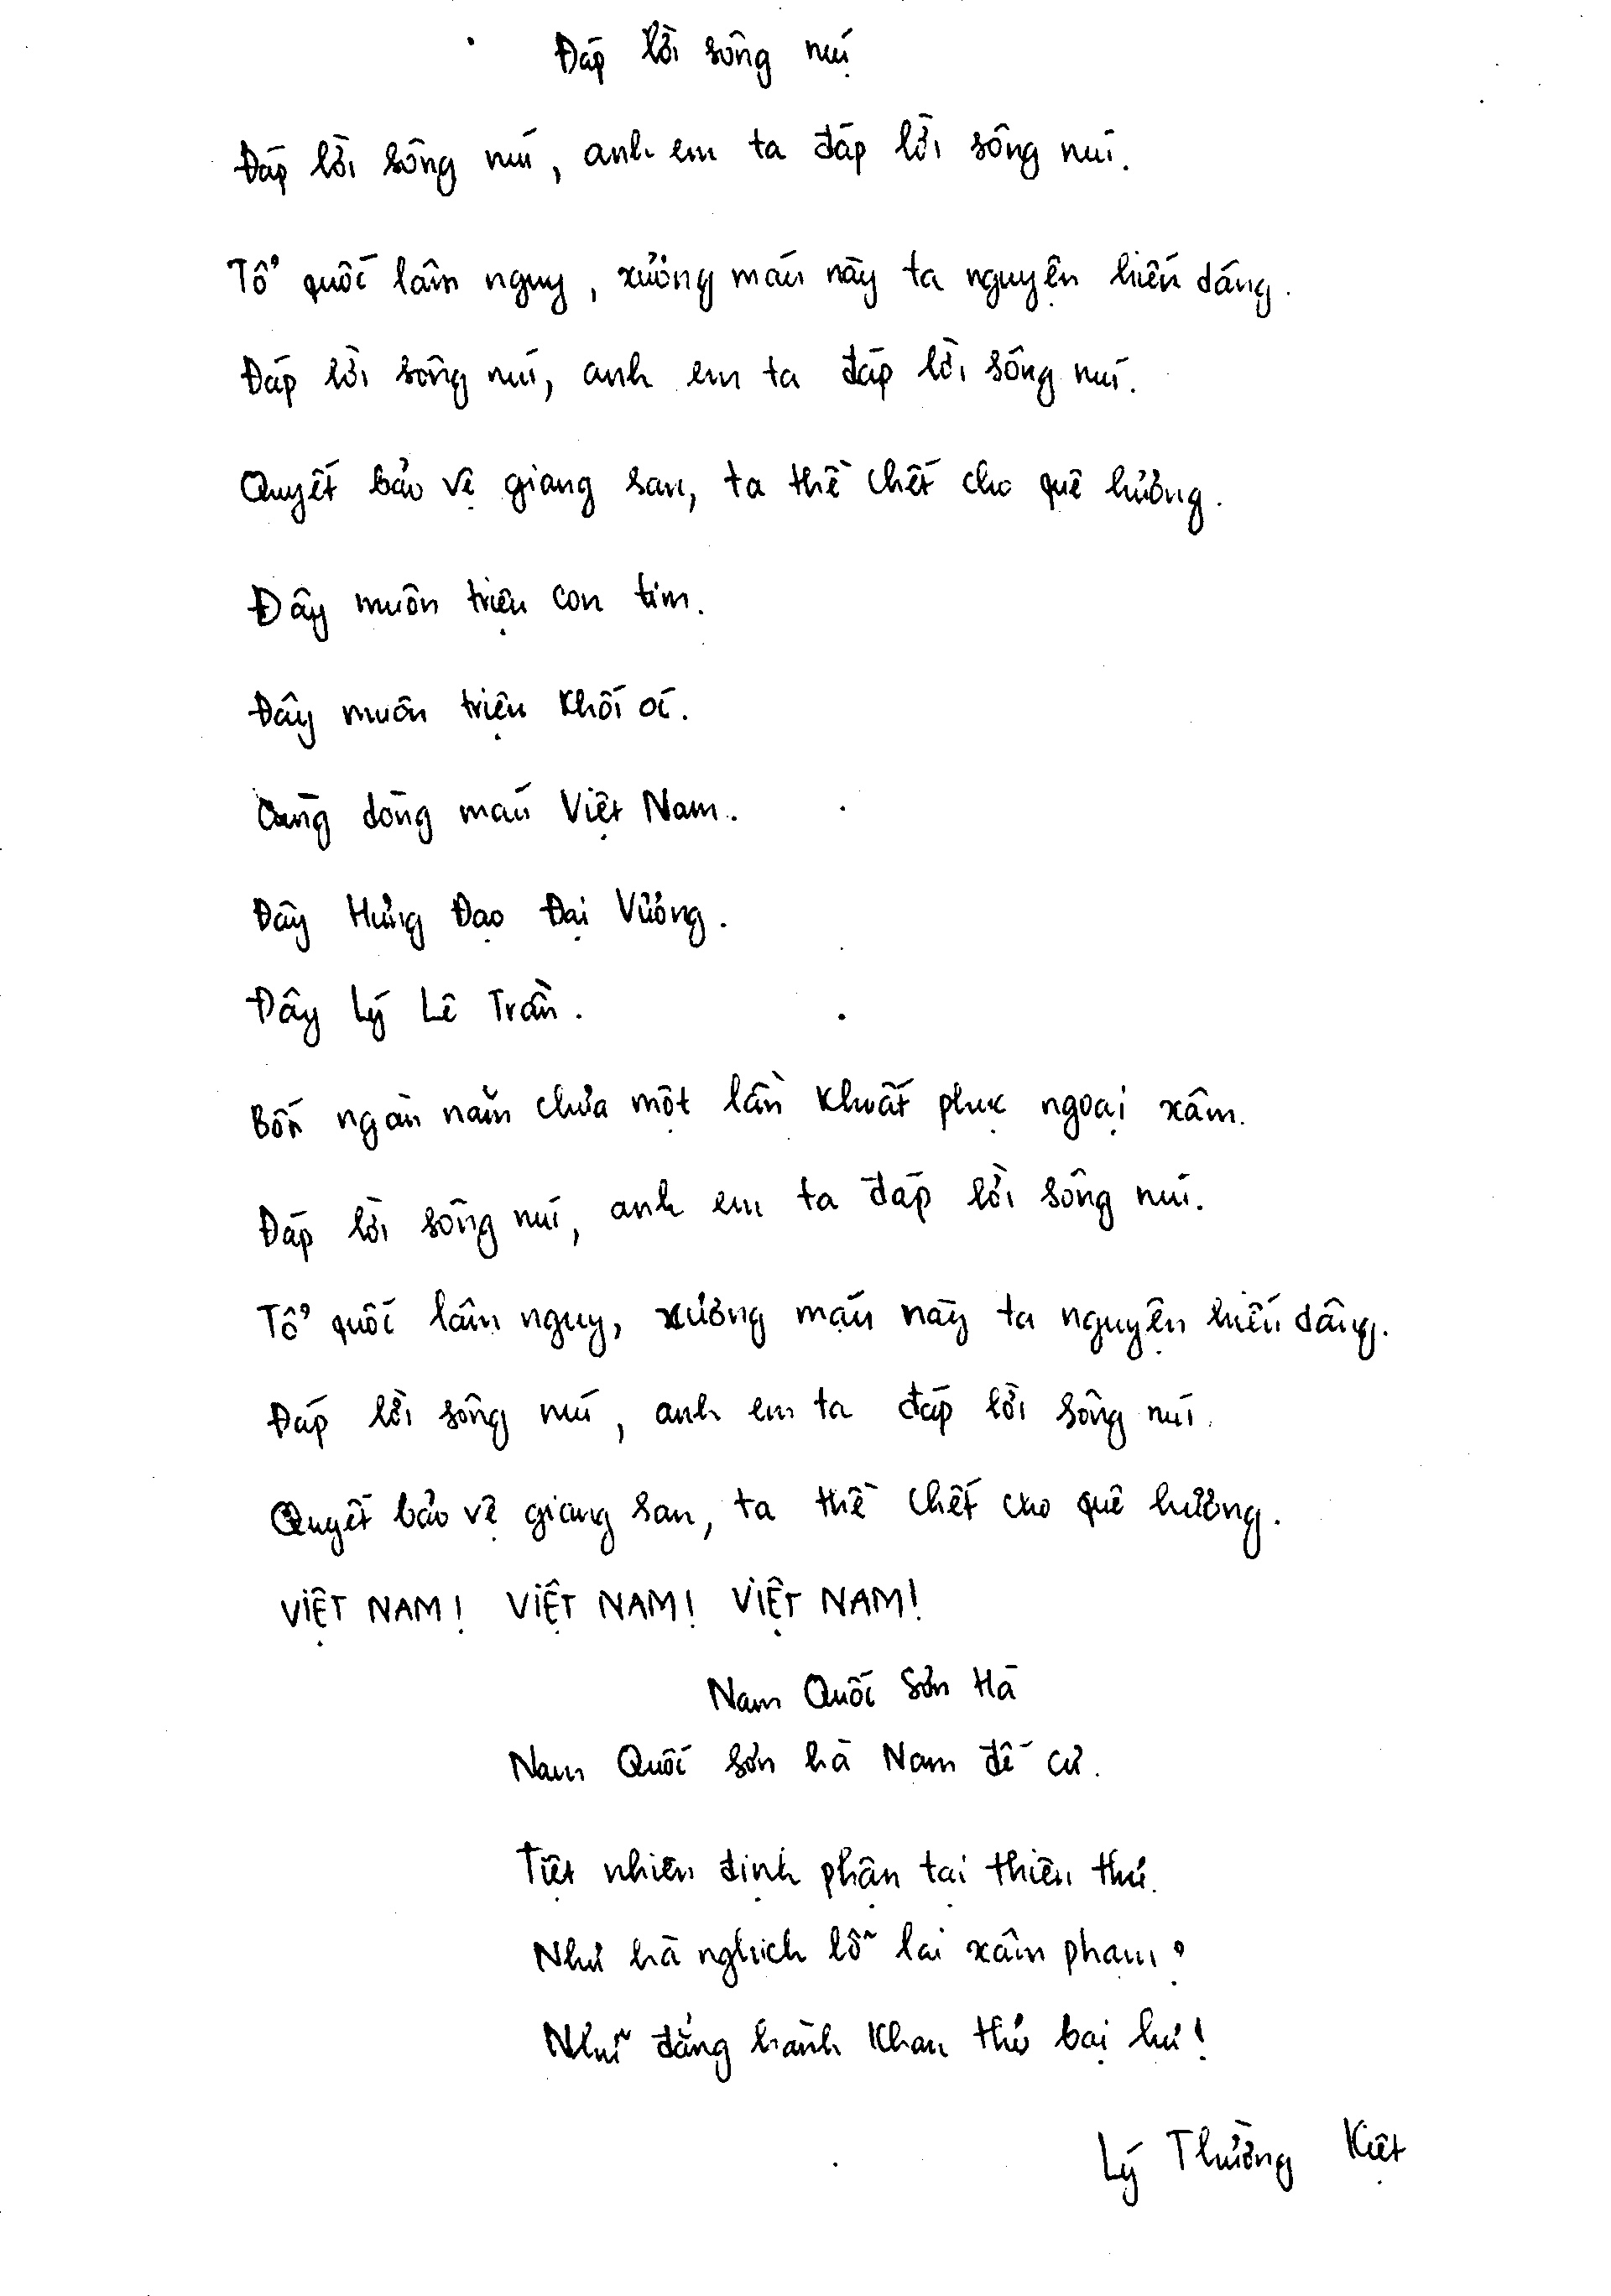 Đáp lời sông núi
Đáp lời sông núi, anh em ta đáp lời sông núi.
Tổ quốc lâm nguy, xương máu này ta nguyện hiến dâng.
Đáp lời sông núi, anh em ta đáp lời sông núi.
Quyết bảo vệ giang san, ta thề chết cho quê hương.
Đây muôn triệu con tim.
Đây muôn triệu khối óc.
Cùng dòng máu Việt Nam.
Đây Hưng Đạo Đại Vương.
Đây Lý Lê Trần.
Bốn ngàn năm chưa một lần khuất phục ngoại xâm.
Đáp lời sông núi, anh em ta đáp lời sông núi.
Tổ quốc lâm nguy, xương máu này ta nguyện hiến dâng.
Đáp lời sông núi, anh em ta đáp lời sông núi.
Quyết bảo vệ giang san, ta thề chết cho quê hương.
VIỆT NAM! VIỆT NAM! VIỆT NAM!
Nam Quốc Sơn Hà
Nam Quốc sơn hà Nam đế cư.
Tiệt nhiên định phận tại thiên thư.
Như hà nghịch lỗ lai xâm phạm?
Như đẳng hành khan thủ bại hư!
Lý Thường Kiệt